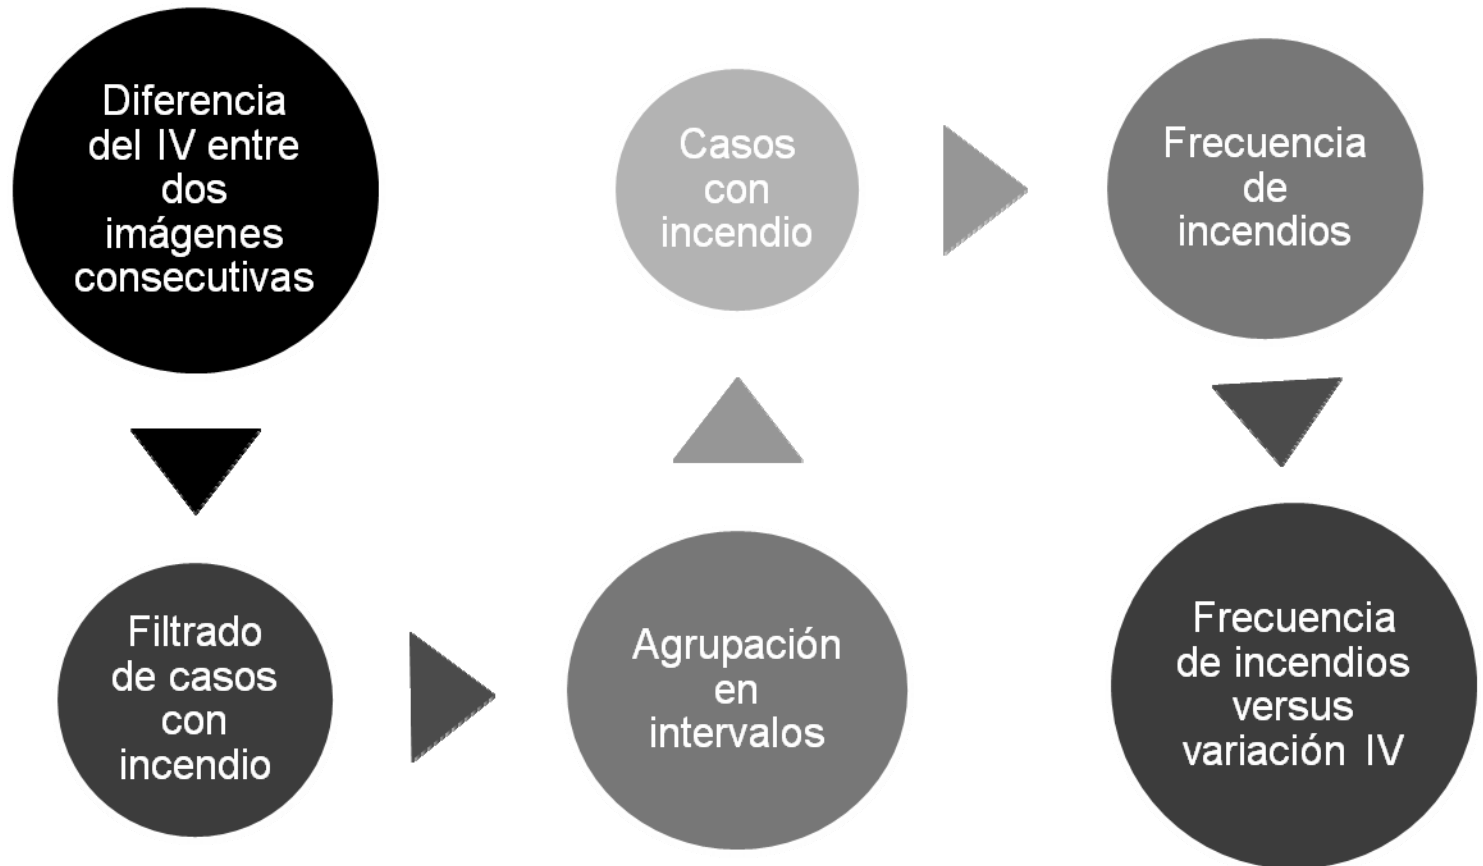 Diferencia
del IV entre
dos
imágenes
consecutivas
Filtrado
de casos
con
incendio
Agrupación
en
intervalos
Casos
con
incendio
Frecuencia
de
incendios
Frecuencia
de incendios
versus
variación IV